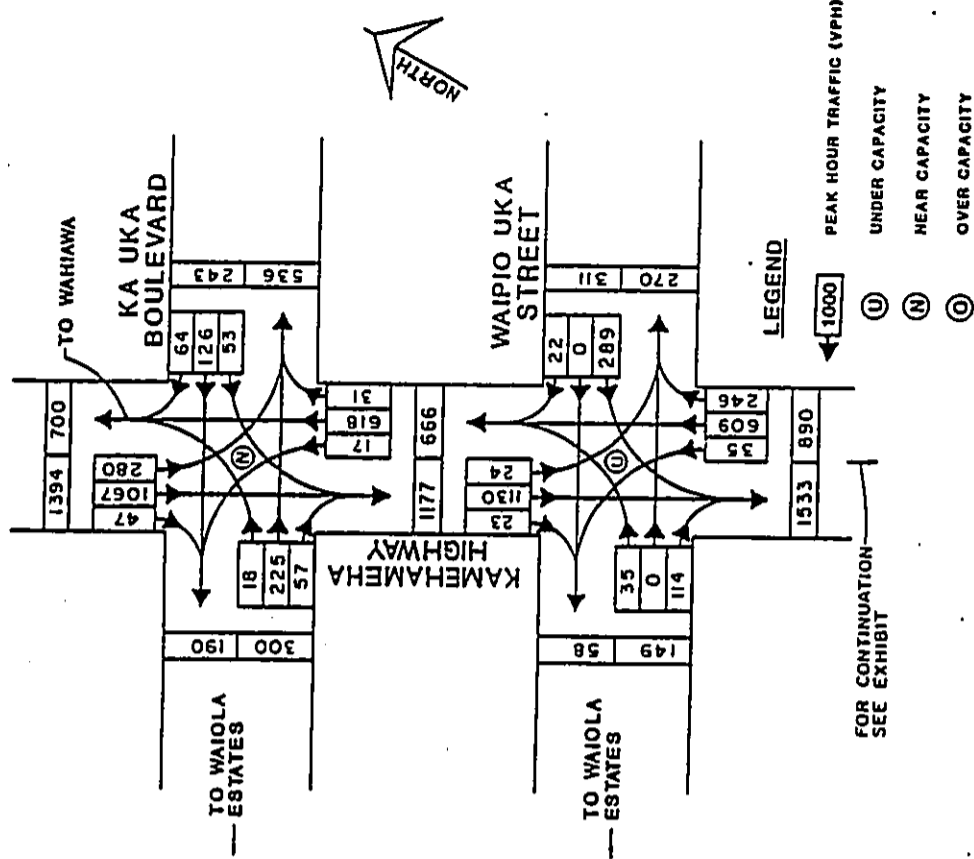 TO WAHIAWA
KA UKA
BOULEVARD
1394 700
47 1067 280
64
126
53
243 536
18
225
57
17 618 31
190 300
TO WAIOLA
ESTATES
KAMEHAMEHA
HIGHWAY
1177 666
NORTH
WAIPIO UKA
STREET
23 1130 24
22
0
289
311 270
35
0
114
35 609 246
58 149
TO WAIOLA
ESTATES
1533 890
FOR CONTINUATION
SEE EXHIBIT
LEGEND
1000 PEAK HOUR TRAFFIC (VPH)
U UNDER CAPACITY
N NEAR CAPACITY
O OVER CAPACITY
N
U